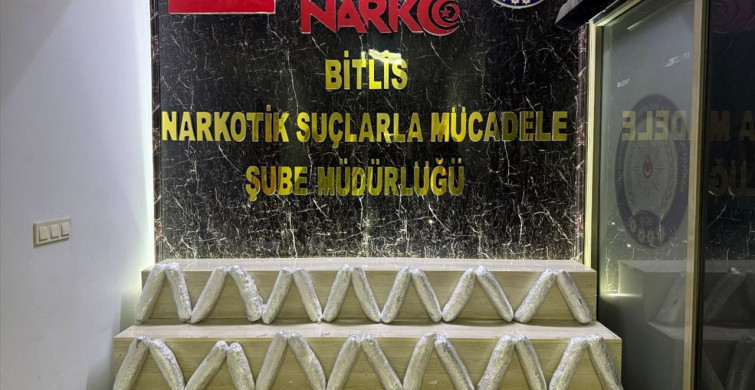 NARKO
BİTLİS
NARKOTİK SUÇLARLA MÜCADELE
ŞUBE MÜDÜRLÜĞÜ